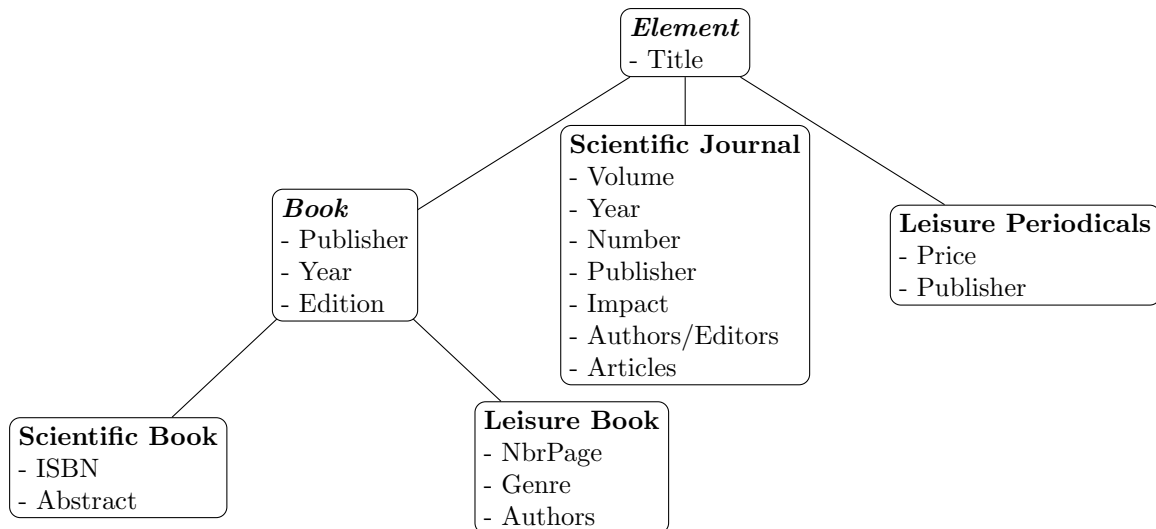 Element
- Title
Scientific Journal
- Volume
- Year
- Number
- Publisher
- Impact
- Authors/Editors
- Articles
Book
- Publisher
- Year
- Edition
Leisure Periodicals
- Price
- Publisher
Scientific Book
- ISBN
- Abstract
Leisure Book
- NbrPage
- Genre
- Authors